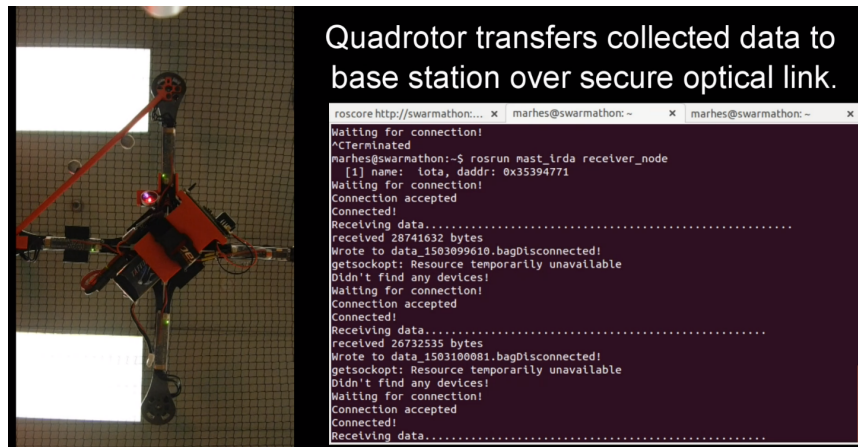 Quadrotor transfers collected data to
base station over secure optical link.
roscore http://swarmathon:... × marhes@swarmathon: ~ × marhes@swarmathon: ~ ×
Waiting for connection!
^CTerminated
marhes@swarmathon:~$ rosrun mast_irda receiver_node
[1] name:  iota, daddr: 0x35394771
Waiting for connection!
Connection accepted
Connected!
Receiving data........................................................
received 28741632 bytes
Wrote to data_1503099610.bagDisconnected!
getsockopt: Resource temporarily unavailable
Didn't find any devices!
Waiting for connection!
Connection accepted
Connected!
Receiving data....................................................
received 26732535 bytes
Wrote to data_1503100081.bagDisconnected!
getsockopt: Resource temporarily unavailable
Didn't find any devices!
Waiting for connection!
Connection accepted
Connected!
Receiving data....................................................